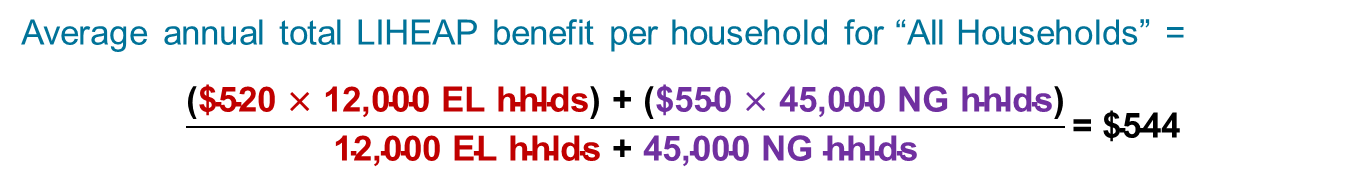 Average annual total LIHEAP benefit per household for “All Households” =
($520 × 12,000 EL hhlds) + ($550 × 45,000 NG hhlds)
= $544
12,000 EL hhlds + 45,000 NG hhlds